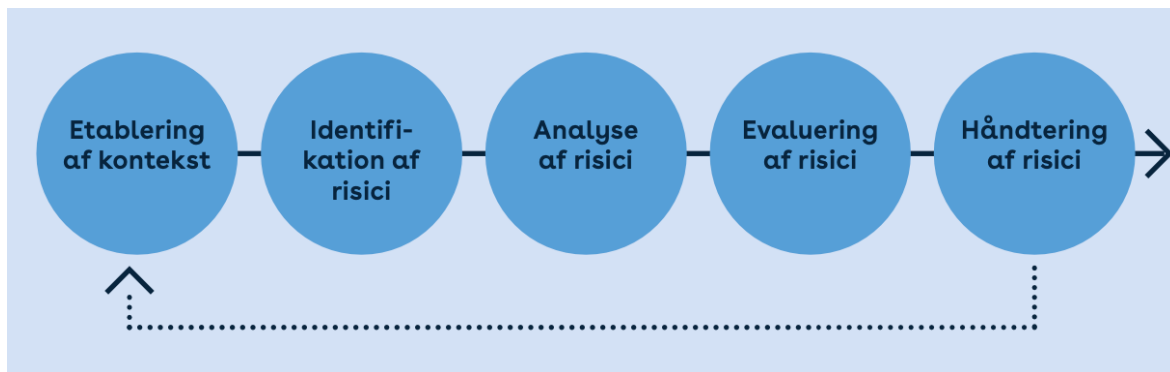 Etablering
af kontekst
Identifi-
kation af
risici
Analyse
af risici
Evaluering
af risici
Håndtering
af risici